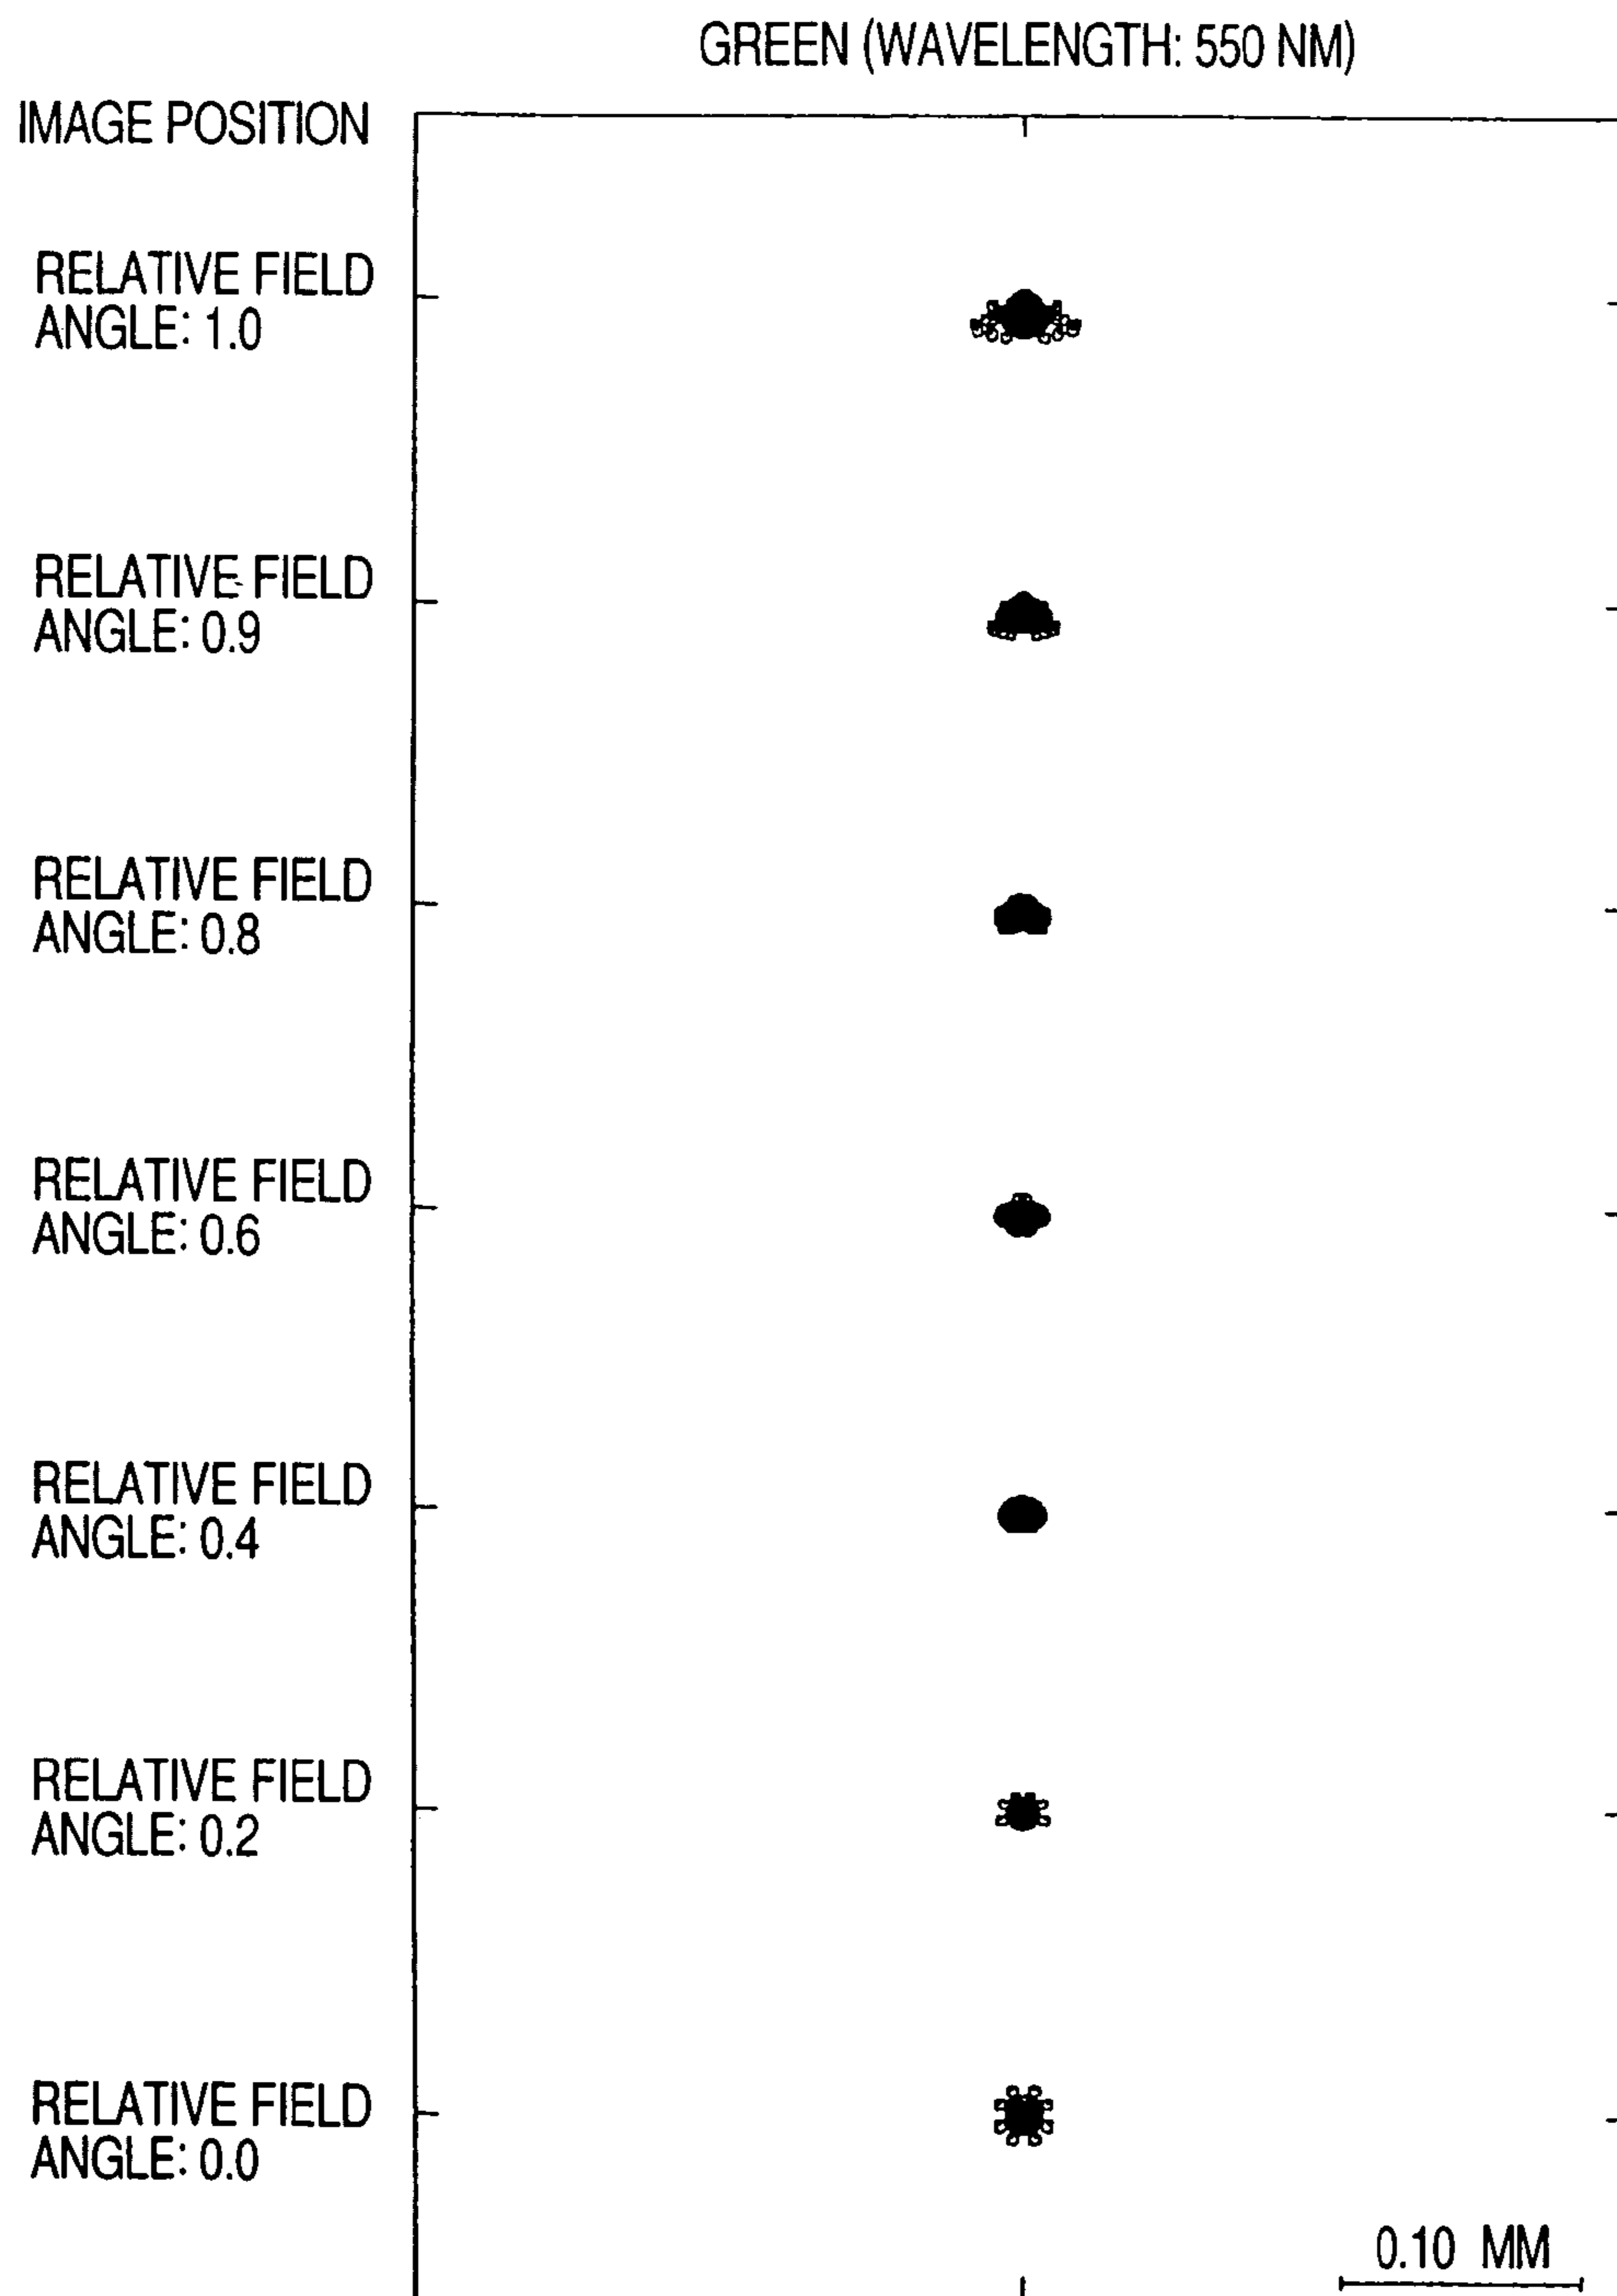 GREEN (WAVELENGTH: 550 NM)
IMAGE POSITION
RELATIVE FIELD
ANGLE: 1.0
RELATIVE FIELD
ANGLE: 0.9
RELATIVE FIELD
ANGLE: 0.8
RELATIVE FIELD
ANGLE: 0.6
RELATIVE FIELD
ANGLE: 0.4
RELATIVE FIELD
ANGLE: 0.2
RELATIVE FIELD
ANGLE: 0.0
0.10 MM